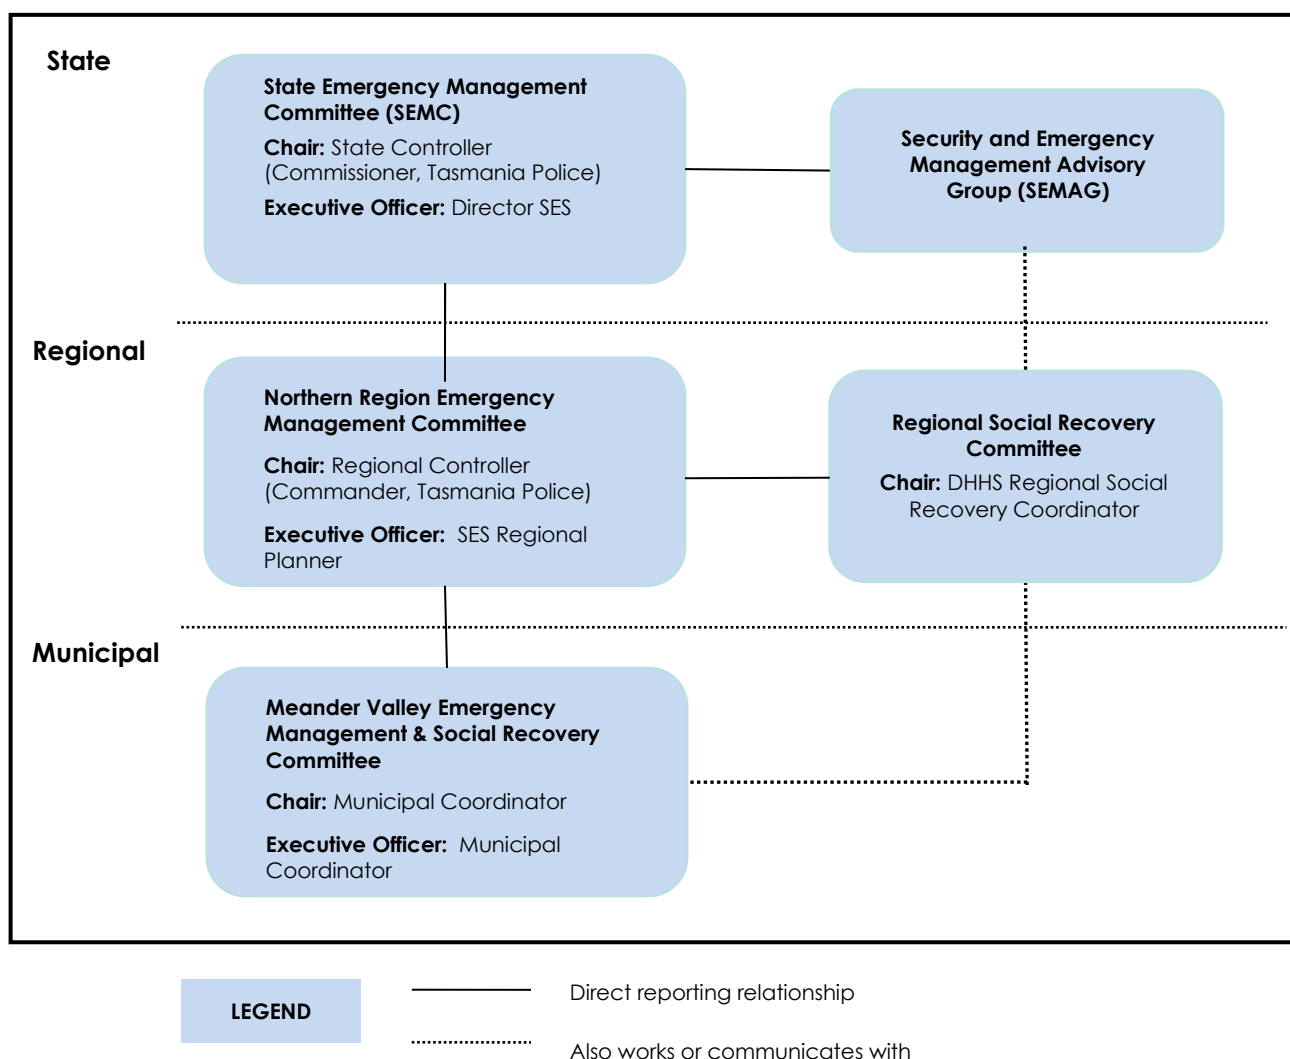 State
State Emergency Management
Committee (SEMC)
Chair: State Controller
(Commissioner, Tasmania Police)
Executive Officer: Director SES
Security and Emergency
Management Advisory
Group (SEMAG)
Regional
Northern Region Emergency
Management Committee
Chair: Regional Controller
(Commander, Tasmania Police)
Executive Officer:  SES Regional
Planner
Regional Social Recovery
Committee
Chair: DHHS Regional Social
Recovery Coordinator
Municipal
Meander Valley Emergency
Management & Social Recovery
Committee
Chair: Municipal Coordinator
Executive Officer:  Municipal
Coordinator
LEGEND
Direct reporting relationship
Also works or communicates with